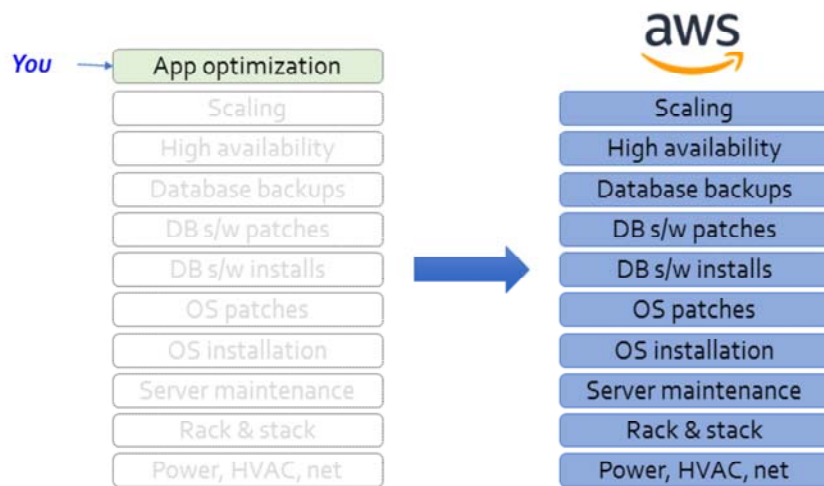 aws
You
App optimization
Scaling
High availability
Database backups
DB s/w patches
DB s/w installs
OS patches
OS installation
Server maintenance
Rack & stack
Power, HVAC, net
Scaling
High availability
Database backups
DB s/w patches
DB s/w installs
OS patches
OS installation
Server maintenance
Rack & stack
Power, HVAC, net